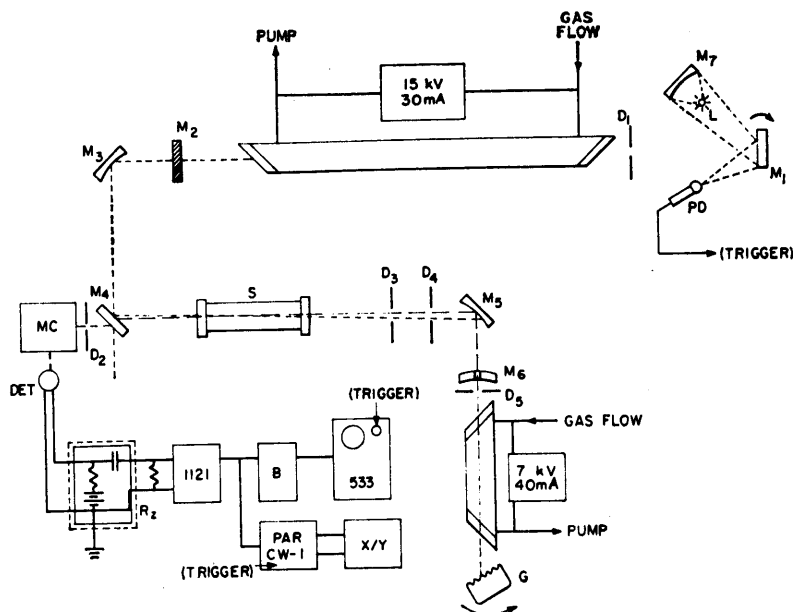 PUMP
GAS
FLOW
15 kV
30mA
M2
M3
D1
M7
L
M1
PD
(TRIGGER)
M4
S
D3
D4
M5
MC
D2
M6
D5
DET
(TRIGGER)
GAS FLOW
1121
B
533
7 kV
40mA
R2
PUMP
PAR
CW-1
X/Y
(TRIGGER)
G